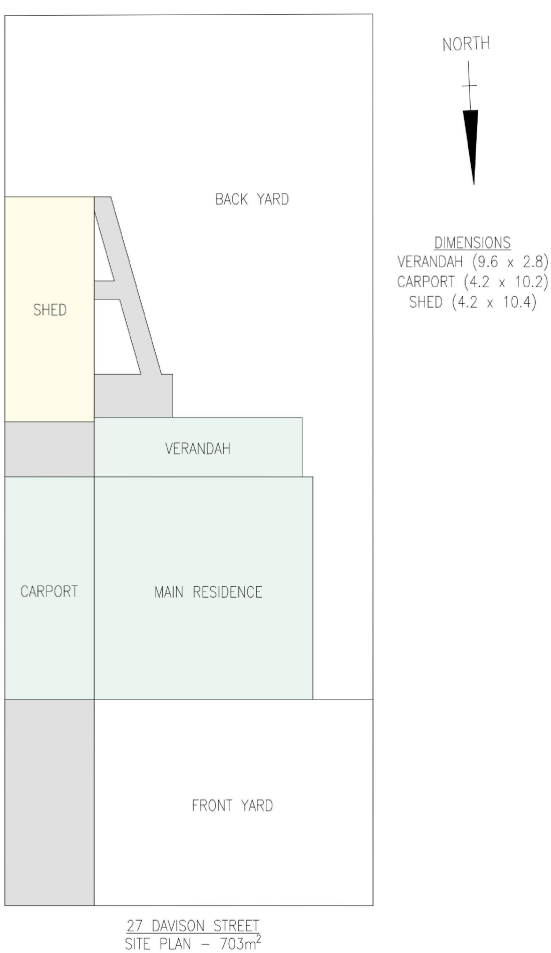 NORTH
BACK YARD
DIMENSIONS
VERANDAH (9.6 x 2.8)
CARPORT (4.2 x 10.2)
SHED (4.2 x 10.4)
SHED
VERANDAH
CARPORT
MAIN RESIDENCE
FRONT YARD
27 DAVISON STREET
SITE PLAN – 703m²